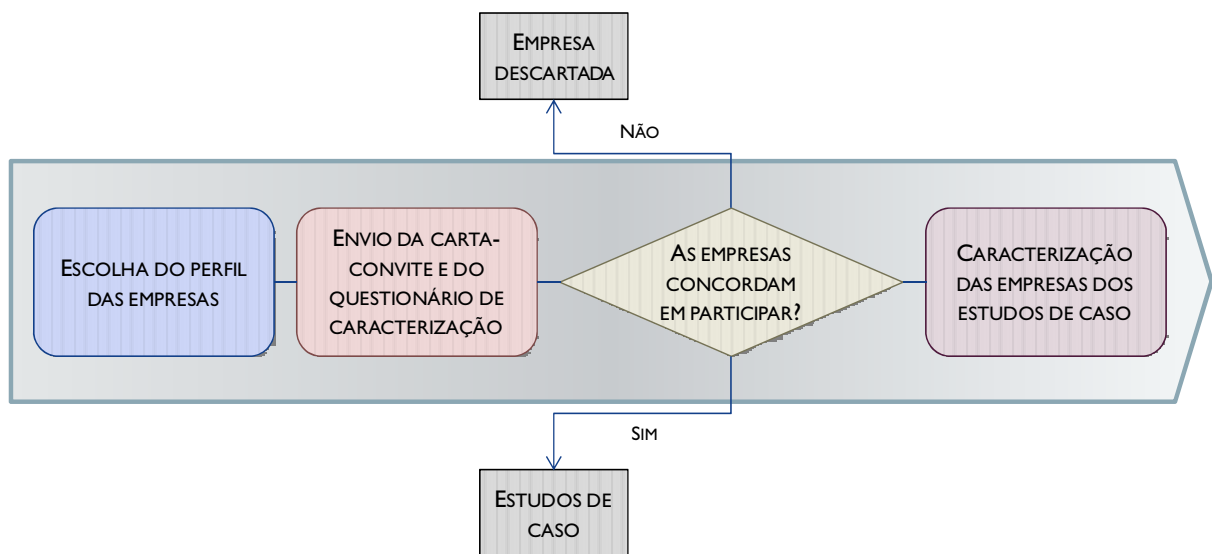 EMPRESA
DESCARTADA
NÃO
ESCOLHA DO PERFIL
DAS EMPRESAS
ENVIO DA CARTA-
CONVITE E DO
QUESTIONÁRIO DE
CARACTERIZAÇÃO
AS EMPRESAS
CONCORDAM
EM PARTICIPAR?
CARACTERIZAÇÃO
DAS EMPRESAS DOS
ESTUDOS DE CASO
SIM
ESTUDOS DE
CASO